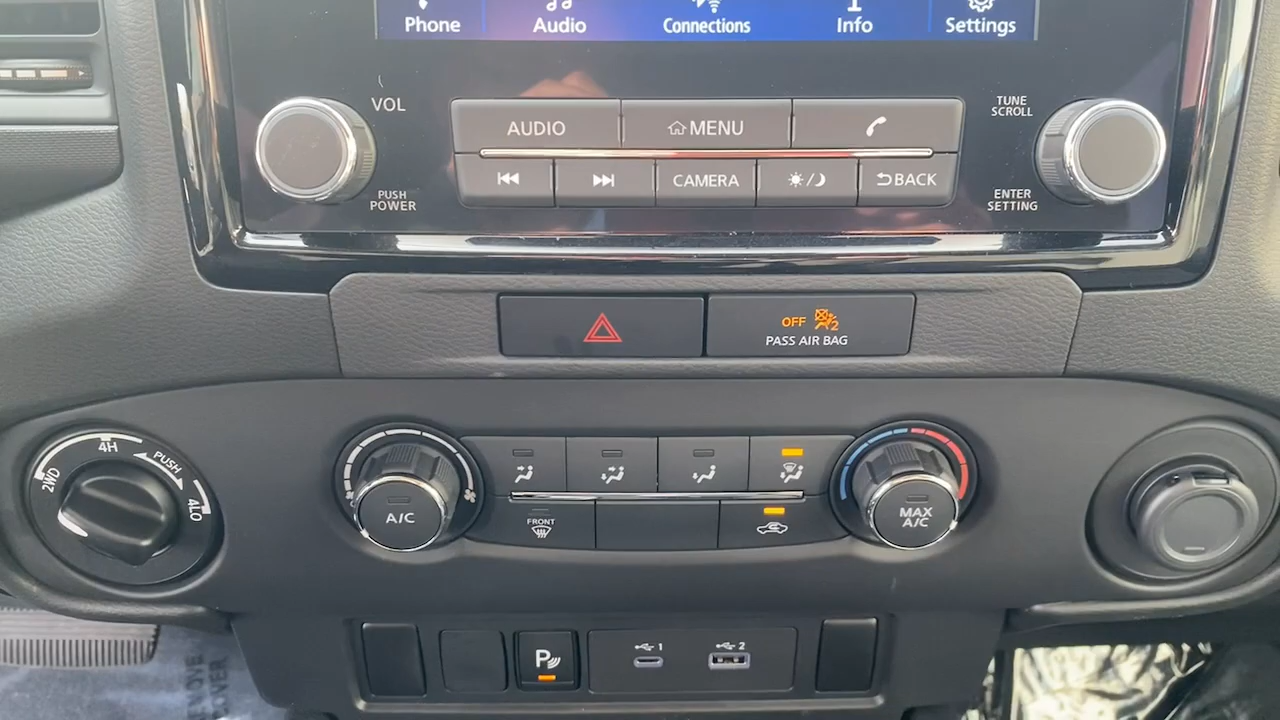 Phone Audio Connections Info Settings
VOL
TUNE
SCROLL
AUDIO MENU
CAMERA BACK
PUSH
POWER
ENTER
SETTING
OFF 2
PASS AIR BAG
2WD 4H PUSH 4LO
A/C
MAX
A/C
FRONT
P
1 2